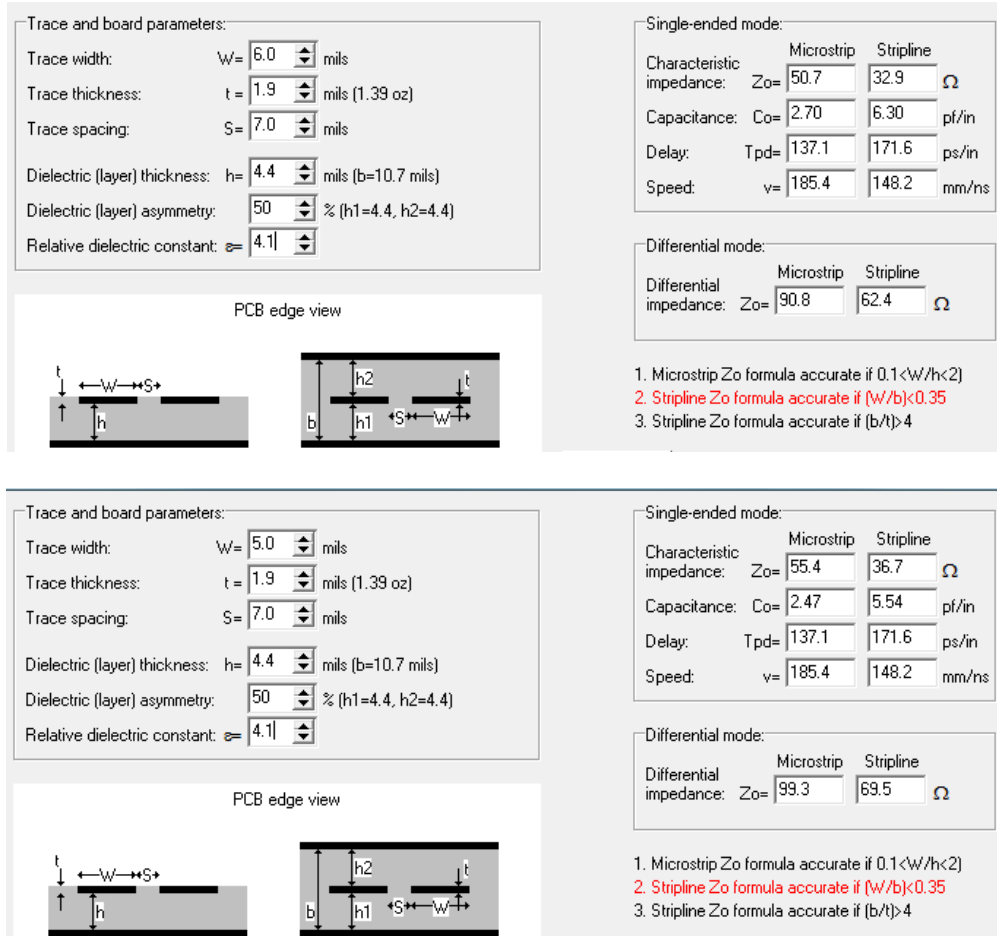 Trace and board parameters:
Trace width: W= 6.0 mils
Trace thickness: t = 1.9 mils (1.39 oz)
Trace spacing: S= 7.0 mils
Dielectric (layer) thickness: h= 4.4 mils (b=10.7 mils)
Dielectric (layer) asymmetry: 50 % (h1=4.4, h2=4.4)
Relative dielectric constant: ε= 4.1
PCB edge view
t W S h
b h2 h1 S W t
Single-ended mode:
Microstrip Stripline
Characteristic
impedance: Zo= 50.7 32.9 Ω
Capacitance: Co= 2.70 6.30 pf/in
Delay: Tpd= 137.1 171.6 ps/in
Speed: v= 185.4 148.2 mm/ns
Differential mode:
Microstrip Stripline
Differential
impedance: Zo= 90.8 62.4 Ω
1. Microstrip Zo formula accurate if 0.1<W/h<2)
2. Stripline Zo formula accurate if (W/b)<0.35
3. Stripline Zo formula accurate if (b/t)>4
Trace and board parameters:
Trace width: W= 5.0 mils
Trace thickness: t = 1.9 mils (1.39 oz)
Trace spacing: S= 7.0 mils
Dielectric (layer) thickness: h= 4.4 mils (b=10.7 mils)
Dielectric (layer) asymmetry: 50 % (h1=4.4, h2=4.4)
Relative dielectric constant: ε= 4.1
PCB edge view
t W S h
b h2 h1 S W t
Single-ended mode:
Microstrip Stripline
Characteristic
impedance: Zo= 55.4 36.7 Ω
Capacitance: Co= 2.47 5.54 pf/in
Delay: Tpd= 137.1 171.6 ps/in
Speed: v= 185.4 148.2 mm/ns
Differential mode:
Microstrip Stripline
Differential
impedance: Zo= 99.3 69.5 Ω
1. Microstrip Zo formula accurate if 0.1<W/h<2)
2. Stripline Zo formula accurate if (W/b)<0.35
3. Stripline Zo formula accurate if (b/t)>4